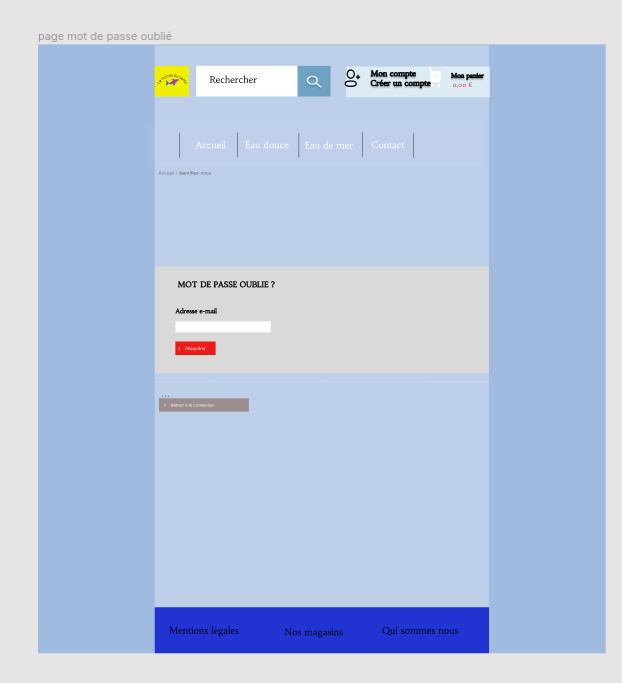 page mot de passe oublié
Rechercher
Mon compte
Créer un compte
Mon panier
0,00 €
Accueil
Eau douce
Eau de mer
Contact
Accueil / Identifiez-vous
MOT DE PASSE OUBLIE ?
Adresse e-mail
> Récupérer
...
< Retour à la connexion
Mentions légales
Nos magasins
Qui sommes nous